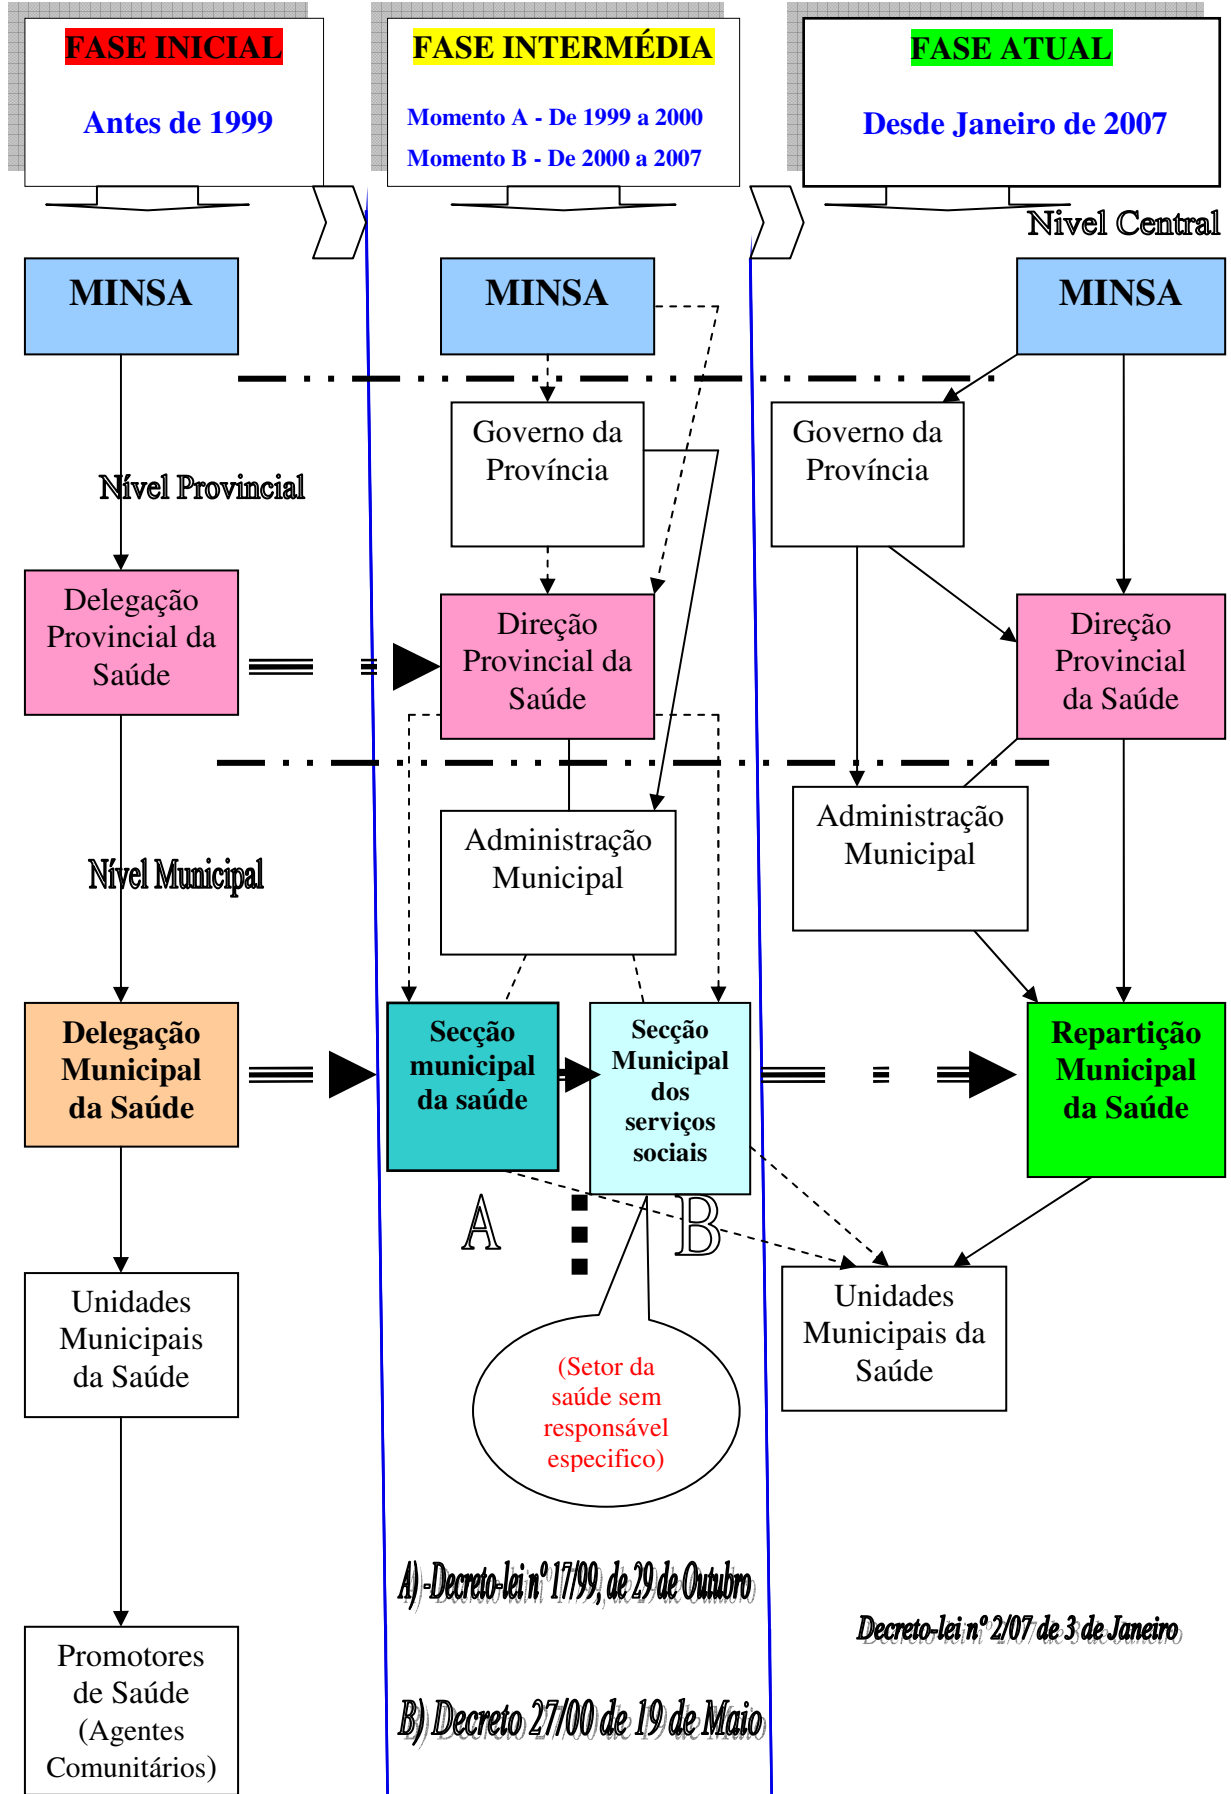 FASE INICIAL
Antes de 1999
FASE INTERMÉDIA
Momento A - De 1999 a 2000
Momento B - De 2000 a 2007
FASE ATUAL
Desde Janeiro de 2007
Nivel Central
MINSA
MINSA
MINSA
Governo da
Província
Governo da
Província
Nível Provincial
Delegação
Provincial da
Saúde
Direção
Provincial da
Saúde
Direção
Provincial
da Saúde
Administração
Municipal
Administração
Municipal
Nível Municipal
Delegação
Municipal
da Saúde
Secção
municipal
da saúde
Secção
Municipal
dos
serviços
sociais
Repartição
Municipal
da Saúde
A
B
Unidades
Municipais
da Saúde
Unidades
Municipais da
Saúde
(Setor da
saúde sem
responsável
especifico)
A) -Decreto-lei nº 17/99, de 29 de Outubro
Decreto-lei nº 2/07 de 3 de Janeiro
Promotores
de Saúde
(Agentes
Comunitários)
B) Decreto 27/00 de 19 de Maio